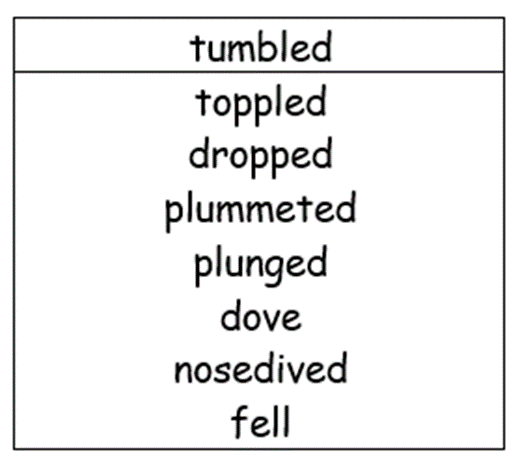 tumbled
toppled
dropped
plummeted
plunged
dove
nosedived
fell